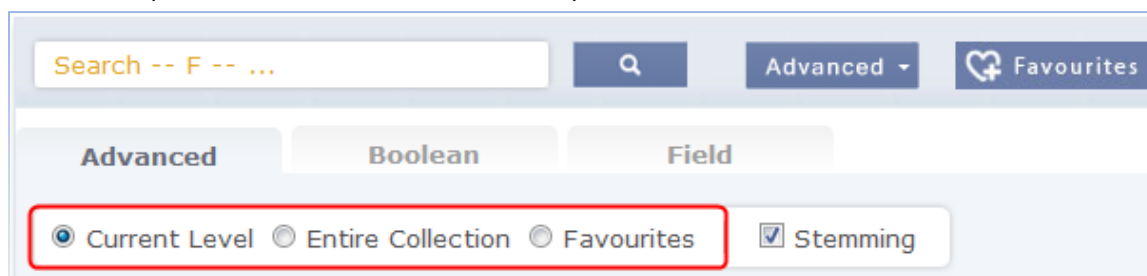 Search -- F -- ... Advanced Favourites
Advanced Boolean Field
Current Level Entire Collection Favourites Stemming